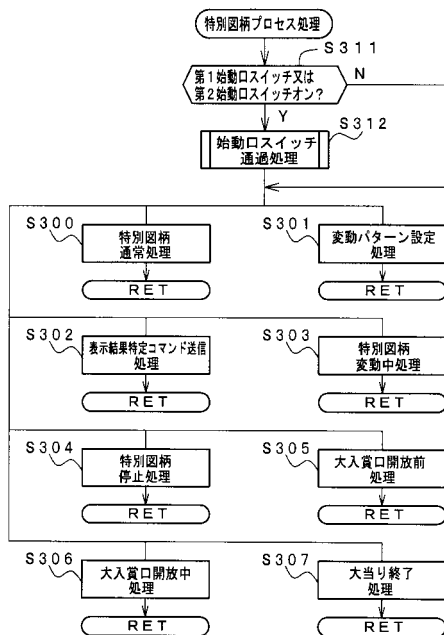 特別図柄プロセス処理
S311
第1始動口スイッチ又は
第2始動口スイッチオン?
N
Y
S312
始動口スイッチ
通過処理
S300
特別図柄
通常処理
RET
S301
変動パターン設定
処理
RET
S302
表示結果特定コマンド送信
処理
RET
S303
特別図柄
変動中処理
RET
S304
特別図柄
停止処理
RET
S305
大入賞口開放前
処理
RET
S306
大入賞口開放中
処理
RET
S307
大当り終了
処理
RET